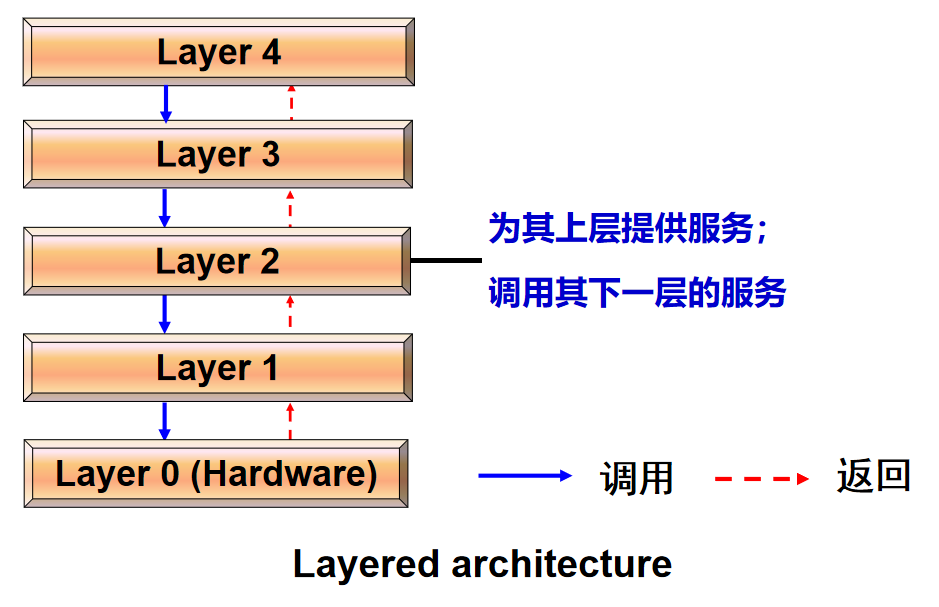 Layer 4
Layer 3
Layer 2
为其上层提供服务；
调用其下一层的服务
Layer 1
Layer 0 (Hardware)
调用
返回
Layered architecture